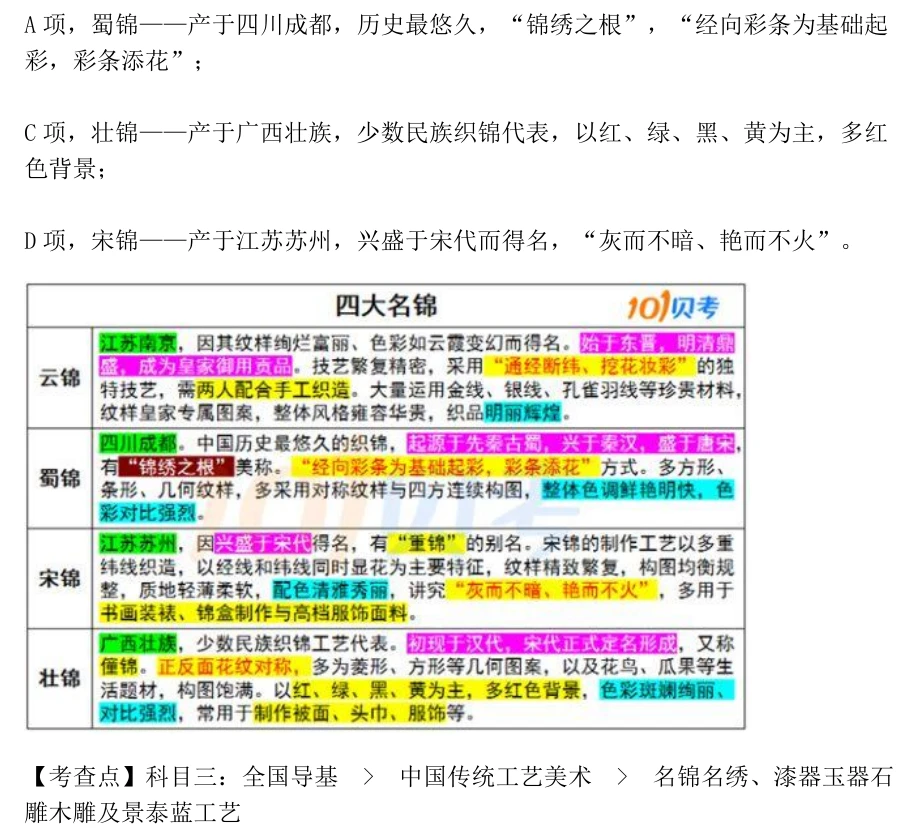 A 项，蜀锦——产于四川成都，历史最悠久，“锦绣之根”，“经向彩条为基础起
彩，彩条添花”；
C 项，壮锦——产于广西壮族，少数民族织锦代表，以红、绿、黑、黄为主，多红
色背景；
D 项，宋锦——产于江苏苏州，兴盛于宋代而得名，“灰而不暗、艳而不火”。
四大名锦
101贝考
云锦
江苏南京，因其纹样绚烂富丽、色彩如云霞变幻而得名。始于东晋，明清鼎
盛，成为皇家御用贡品。技艺繁复精密，采用“通经断纬、挖花妆彩”的独
特技艺，需两人配合手工织造。大量运用金线、银线、孔雀羽线等珍贵材料，
纹样皇家专属图案，整体风格雍容华贵，织品明丽辉煌。
蜀锦
四川成都。中国历史最悠久的织锦，起源于先秦古蜀，兴于秦汉，盛于唐宋，
有“锦绣之根”美称。“经向彩条为基础起彩，彩条添花”方式。多方形、
条形、几何纹样，多采用对称纹样与四方连续构图，整体色调鲜艳明快，色
彩对比强烈。
宋锦
江苏苏州，因兴盛于宋代得名，有“重锦”的别名。宋锦的制作工艺以多重
纬线织造，以经线和纬线同时显花为主要特征，纹样精致繁复，构图均衡规
整，质地轻薄柔软，配色清雅秀丽，讲究“灰而不暗、艳而不火”，多用于
书画装裱、锦盒制作与高档服饰面料。
壮锦
广西壮族，少数民族织锦工艺代表。初现于汉代，宋代正式定名形成，又称
僮锦。正反面花纹对称，多为菱形、方形等几何图案，以及花鸟、瓜果等生
活题材，构图饱满。以红、绿、黑、黄为主，多红色背景，色彩斑斓绚丽、
对比强烈，常用于制作被面、头巾、服饰等。
101贝考
【考查点】科目三：全国导基 > 中国传统工艺美术 > 名锦名绣、漆器玉器石
雕木雕及景泰蓝工艺